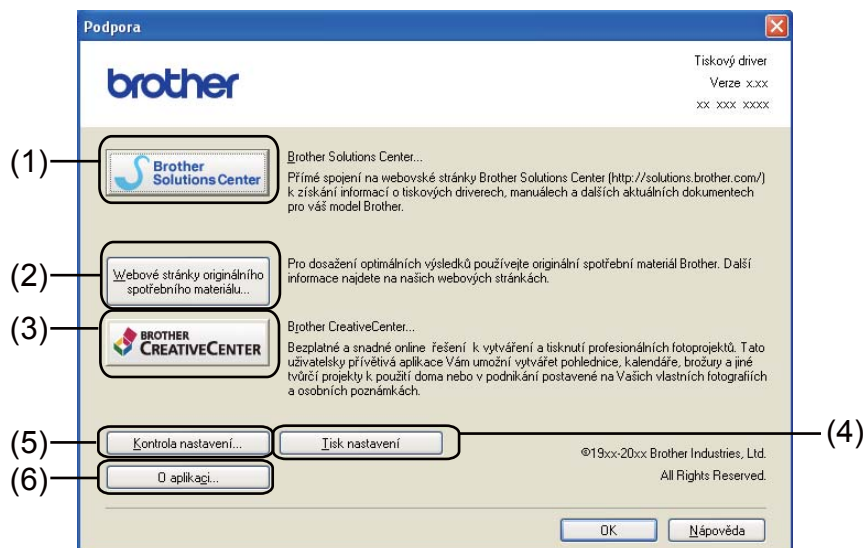 Podpora
brother
Tiskový driver
Verze x.xx
xx xxx xxxx
(1)
Brother
Solutions Center
Brother Solutions Center...
Přímé spojení na webovské stránky Brother Solutions Center (http://solutions.brother.com/)
k získání informací o tiskových driverech, manuálech a dalších aktuálních dokumentech
pro váš model Brother.
(2)
Webové stránky originálního
spotřebního materiálu...
Pro dosažení optimálních výsledků používejte originální spotřební materiál Brother. Další
informace najdete na našich webových stránkách.
(3)
BROTHER
CREATIVECENTER
Brother CreativeCenter...
Bezplatné a snadné online řešení k vytváření a tisknutí profesionálních fotoprojektů. Tato
uživatelsky přívětivá aplikace Vám umožní vytvářet pohlednice, kalendáře, brožury a jiné
tvůrčí projekty k použití doma nebo v podnikání postavené na Vašich vlastních fotografiích
a osobních poznámkách.
(5)
Kontrola nastavení...
Tisk nastavení
(4)
(6)
O aplikaci...
©19xx-20xx Brother Industries, Ltd.
All Rights Reserved.
OK
Nápověda